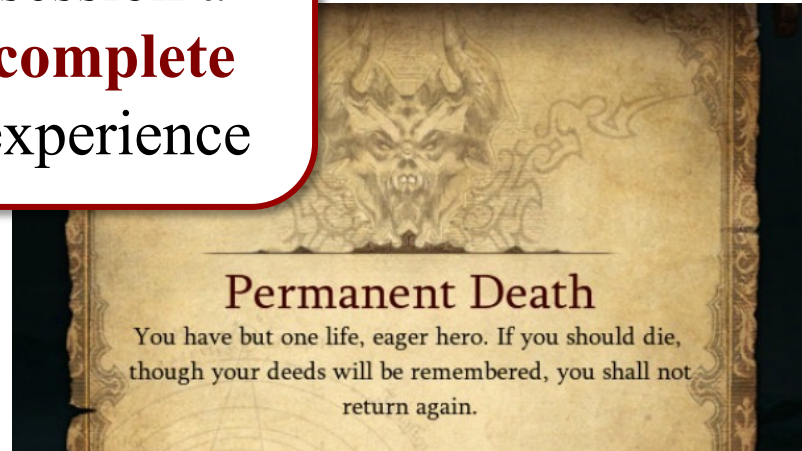 complete
experience
Permanent Death
You have but one life, eager hero. If you should die,
though your deeds will be remembered, you shall not
return again.